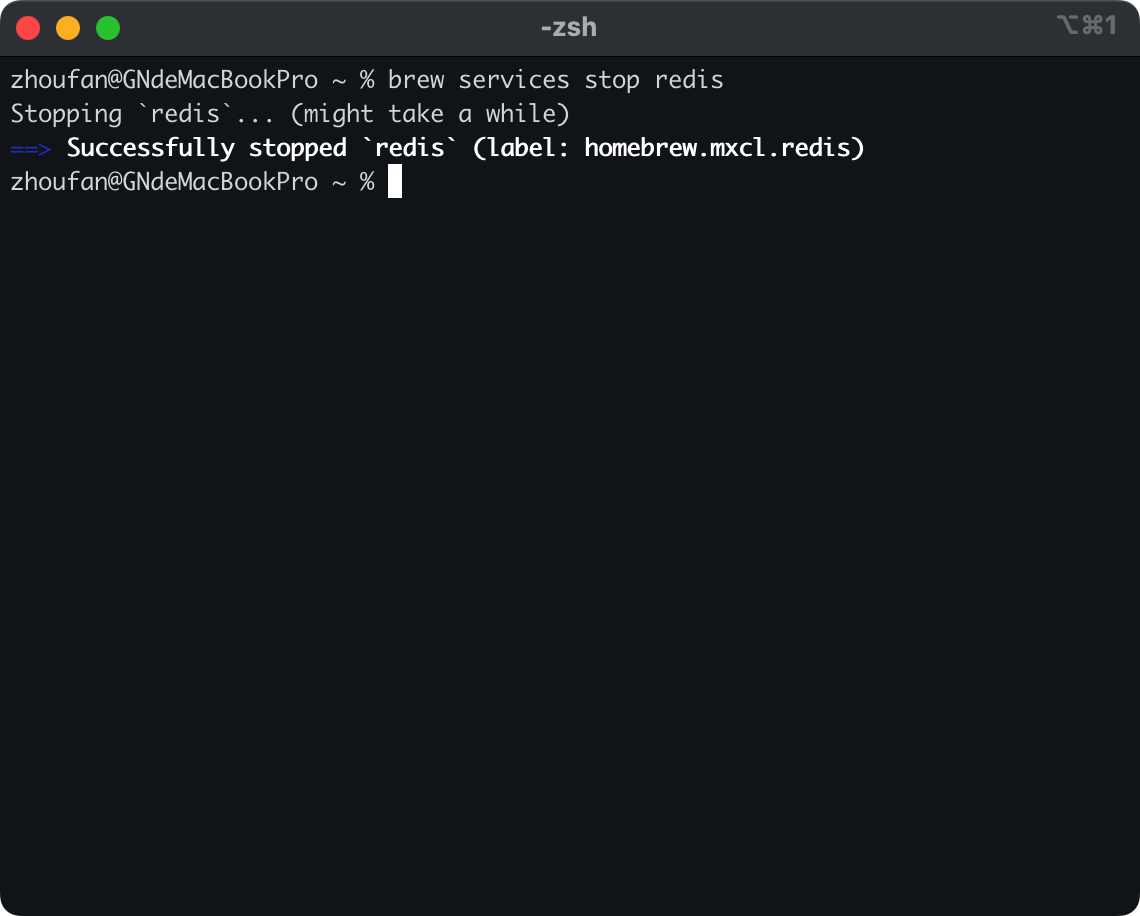 -zsh
⌥⌘1
zhoufan@GNdeMacBookPro ~ % brew services stop redis
Stopping `redis`... (might take a while)
==> Successfully stopped `redis` (label: homebrew.mxcl.redis)
zhoufan@GNdeMacBookPro ~ %